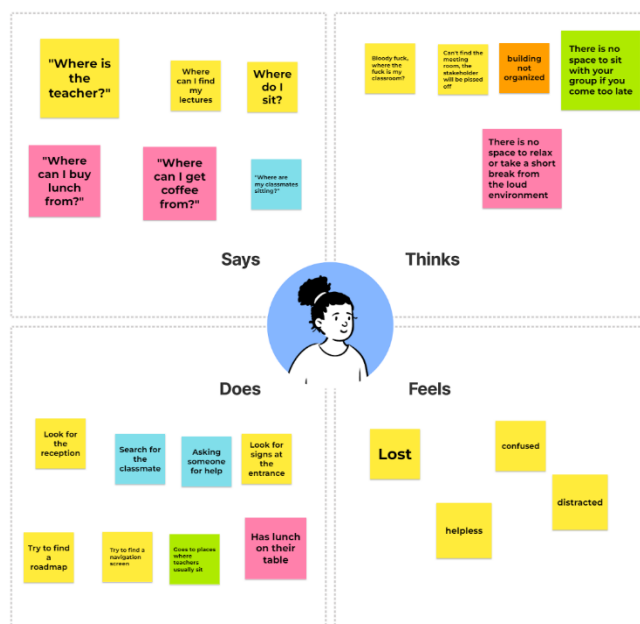 "Where is
the
teacher?"
Where
can I find
my
lectures
Where
do I
sit?
"Where
can I buy
lunch
from?"
"Where
can I get
coffee
from?"
"Where are
my classmates
sitting?"
Says
Bloody fuck,
where the
fuck is my
classroom?
Can't find the
meeting
room, the
stakeholder
will be pissed
off
building
not
organized
There is no
space to sit
with your
group if you
come too late
There is no
space to relax
or take a short
break from
the loud
environment
Thinks
Does
Look for
the
reception
Search for
the
classmate
Asking
someone
for help
Look for
signs at the
entrance
Try to find
a
roadmap
Try to find a
navigation
screen
Goes to places
where
teachers
usually sit
Has lunch
on their
table
Feels
Lost
confused
helpless
distracted